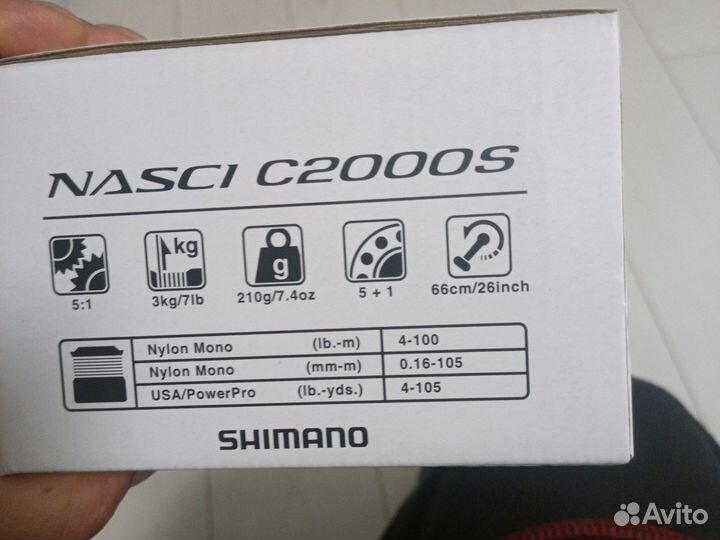 NASCI C2000S
kg
g
5:1
3kg/7lb
210g/7.4oz
5 + 1
66cm/26inch
Nylon Mono (lb.-m) 4-100
Nylon Mono (mm-m) 0.16-105
USA/PowerPro (lb.-yds.) 4-105
SHIMANO
Avito